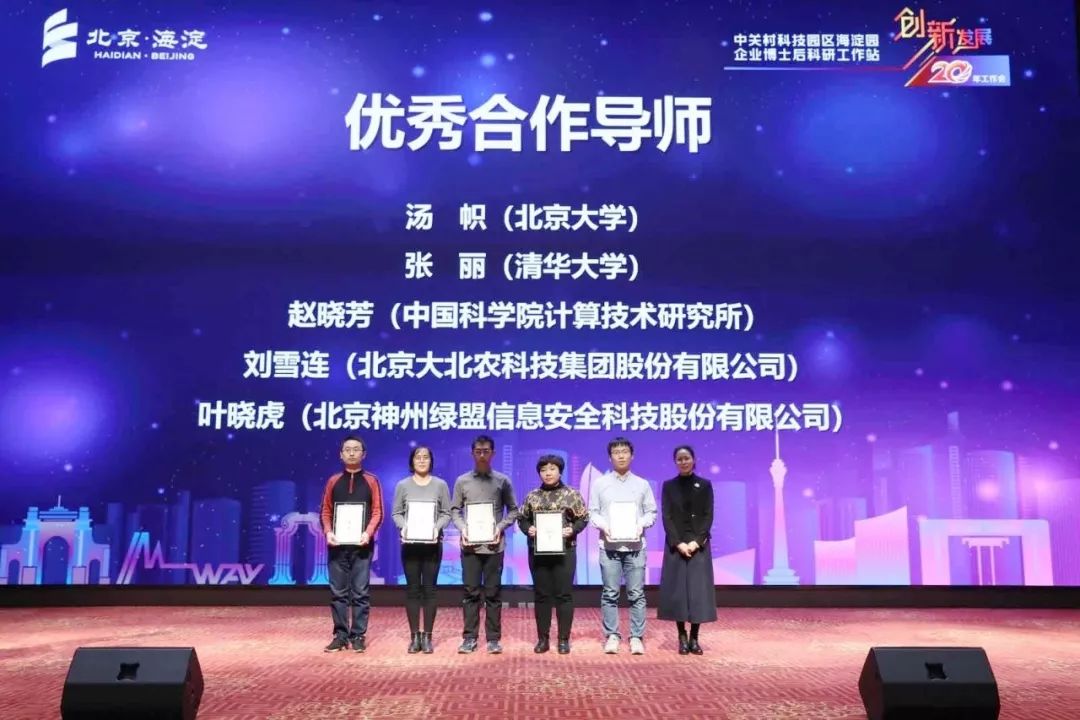 北京·海淀
HAIDIAN·BEIJING
中关村科技园区海淀园
企业博士后科研工作站
创新发展
20年工作会
优秀合作导师
汤 帜（北京大学）
张 丽（清华大学）
赵晓芳（中国科学院计算技术研究所）
刘雪连（北京大北农科技集团股份有限公司）
叶晓虎（北京神州绿盟信息安全科技股份有限公司）
WAY